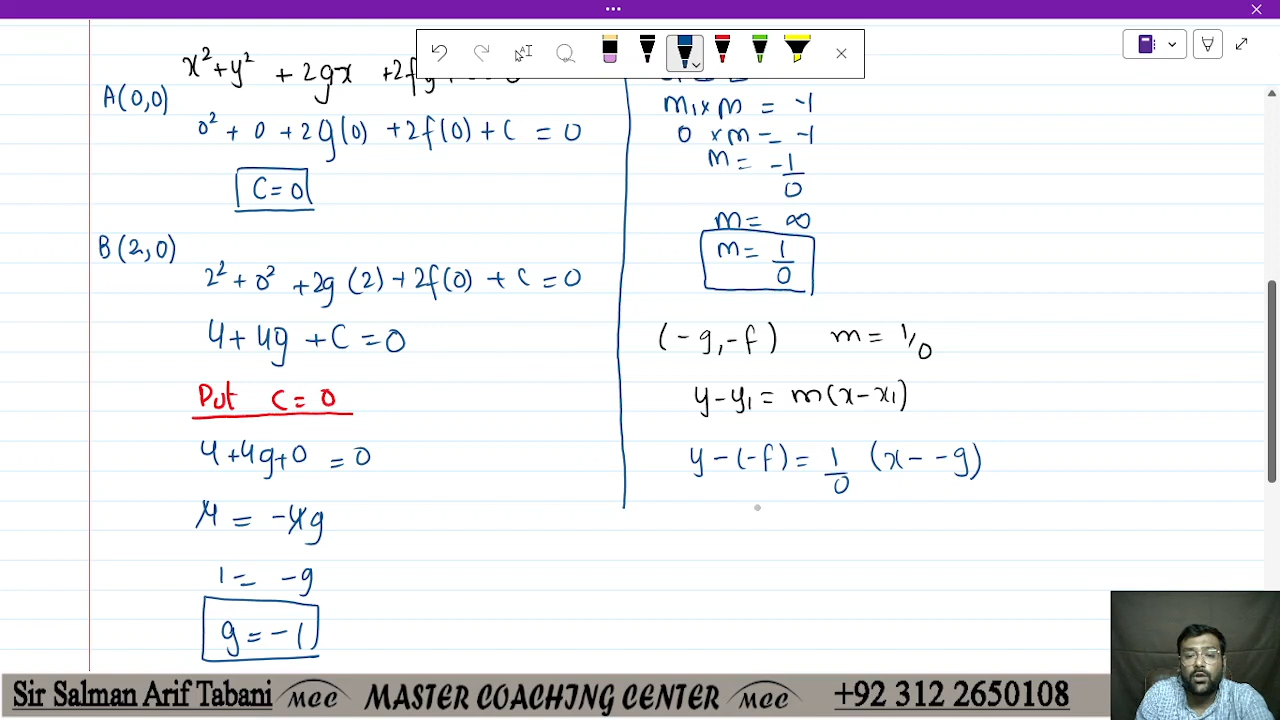 x² + y² + 2gx + 2fy
A(0,0)
0² + 0 + 2g(0) + 2f(0) + C = 0
C = 0
B(2,0)
2² + 0² + 2g(2) + 2f(0) + C = 0
4 + 4g + C = 0
Put C = 0
4 + 4g + 0 = 0
4 = -4g
1 = -g
g = -1
m₁ × m = -1
0 × m = -1
m = -1/0
m = ∞
m = 1/0
(-g, -f) m = 1/0
y - y₁ = m(x - x₁)
y - (-f) = 1/0 (x - -g)
Sir Salman Arif Tabani MCC MASTER COACHING CENTER MCC +92 312 2650108